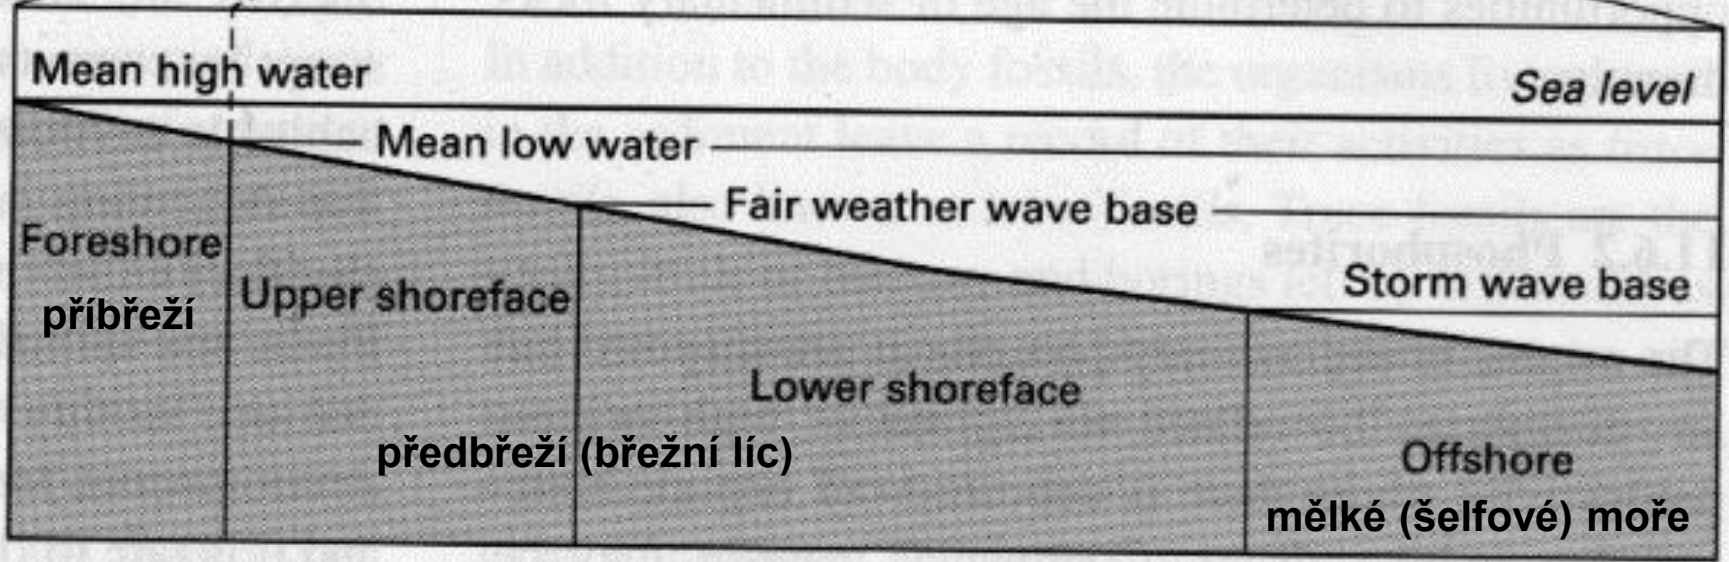 Mean high water
Sea level
Mean low water
Fair weather wave base
Storm wave base
Foreshore
příbřeží
Upper shoreface
Lower shoreface
předbřeží (břežní líc)
Offshore
mělké (šelfové) moře